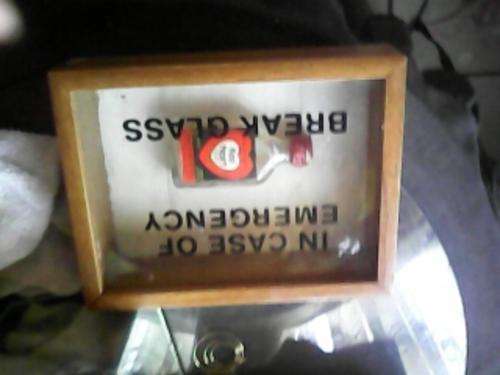 IN CASE OF
EMERGENCY
BREAK GLASS